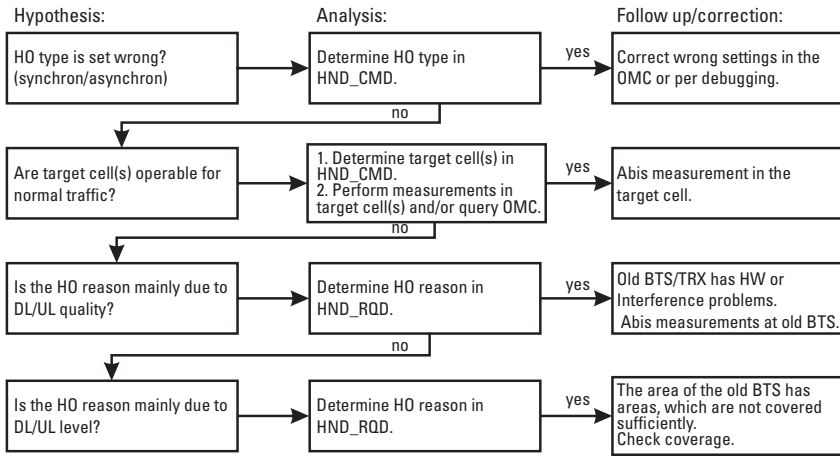 Hypothesis:
Analysis:
Follow up/correction:
HO type is set wrong?
(synchron/asynchron)
Determine HO type in
HND_CMD.
yes
Correct wrong settings in the
OMC or per debugging.
no
Are target cell(s) operable for
normal traffic?
1. Determine target cell(s) in
HND_CMD.
2. Perform measurements in
target cell(s) and/or query OMC.
yes
Abis measurement in the
target cell.
no
Is the HO reason mainly due to
DL/UL quality?
Determine HO reason in
HND_RQD.
yes
Old BTS/TRX has HW or
Interference problems.
Abis measurements at old BTS.
no
Is the HO reason mainly due to
DL/UL level?
Determine HO reason in
HND_RQD.
yes
The area of the old BTS has
areas, which are not covered
sufficiently.
Check coverage.